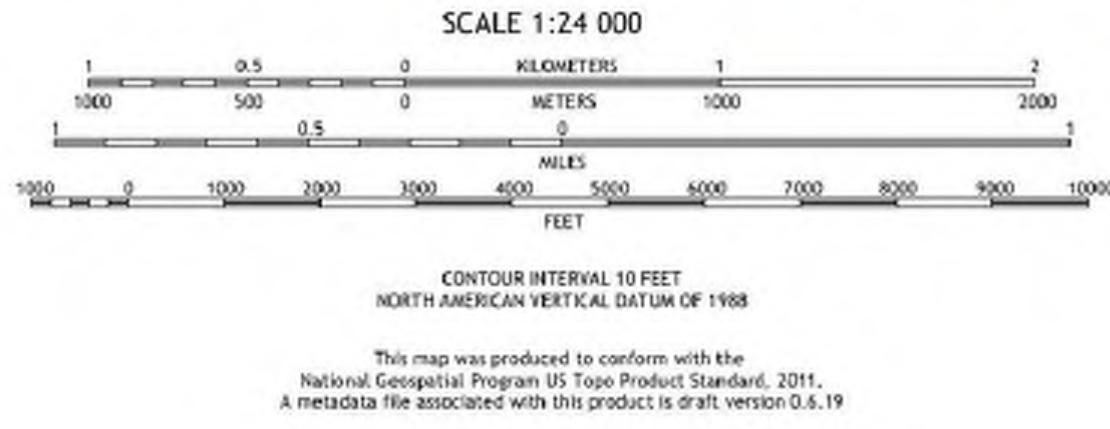 SCALE 1:24 000
1 0.5 0 KILOMETERS 1 2
1000 500 0 METERS 1000 2000
1 0.5 0 1
MILES
1000 0 1000 2000 3000 4000 5000 6000 7000 8000 9000 10000
FEET
CONTOUR INTERVAL 10 FEET
NORTH AMERICAN VERTICAL DATUM OF 1988
This map was produced to conform with the
National Geospatial Program US Topo Product Standard, 2011.
A metadata file associated with this product is draft version 0.6.19